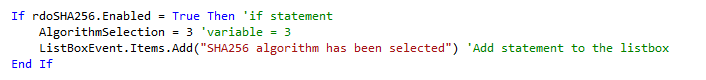 If rdoSHA256.Enabled = True Then 'if statement
    AlgorithmSelection = 3 'variable = 3
    ListBoxEvent.Items.Add("SHA256 algorithm has been selected") 'Add statement to the listbox
End If